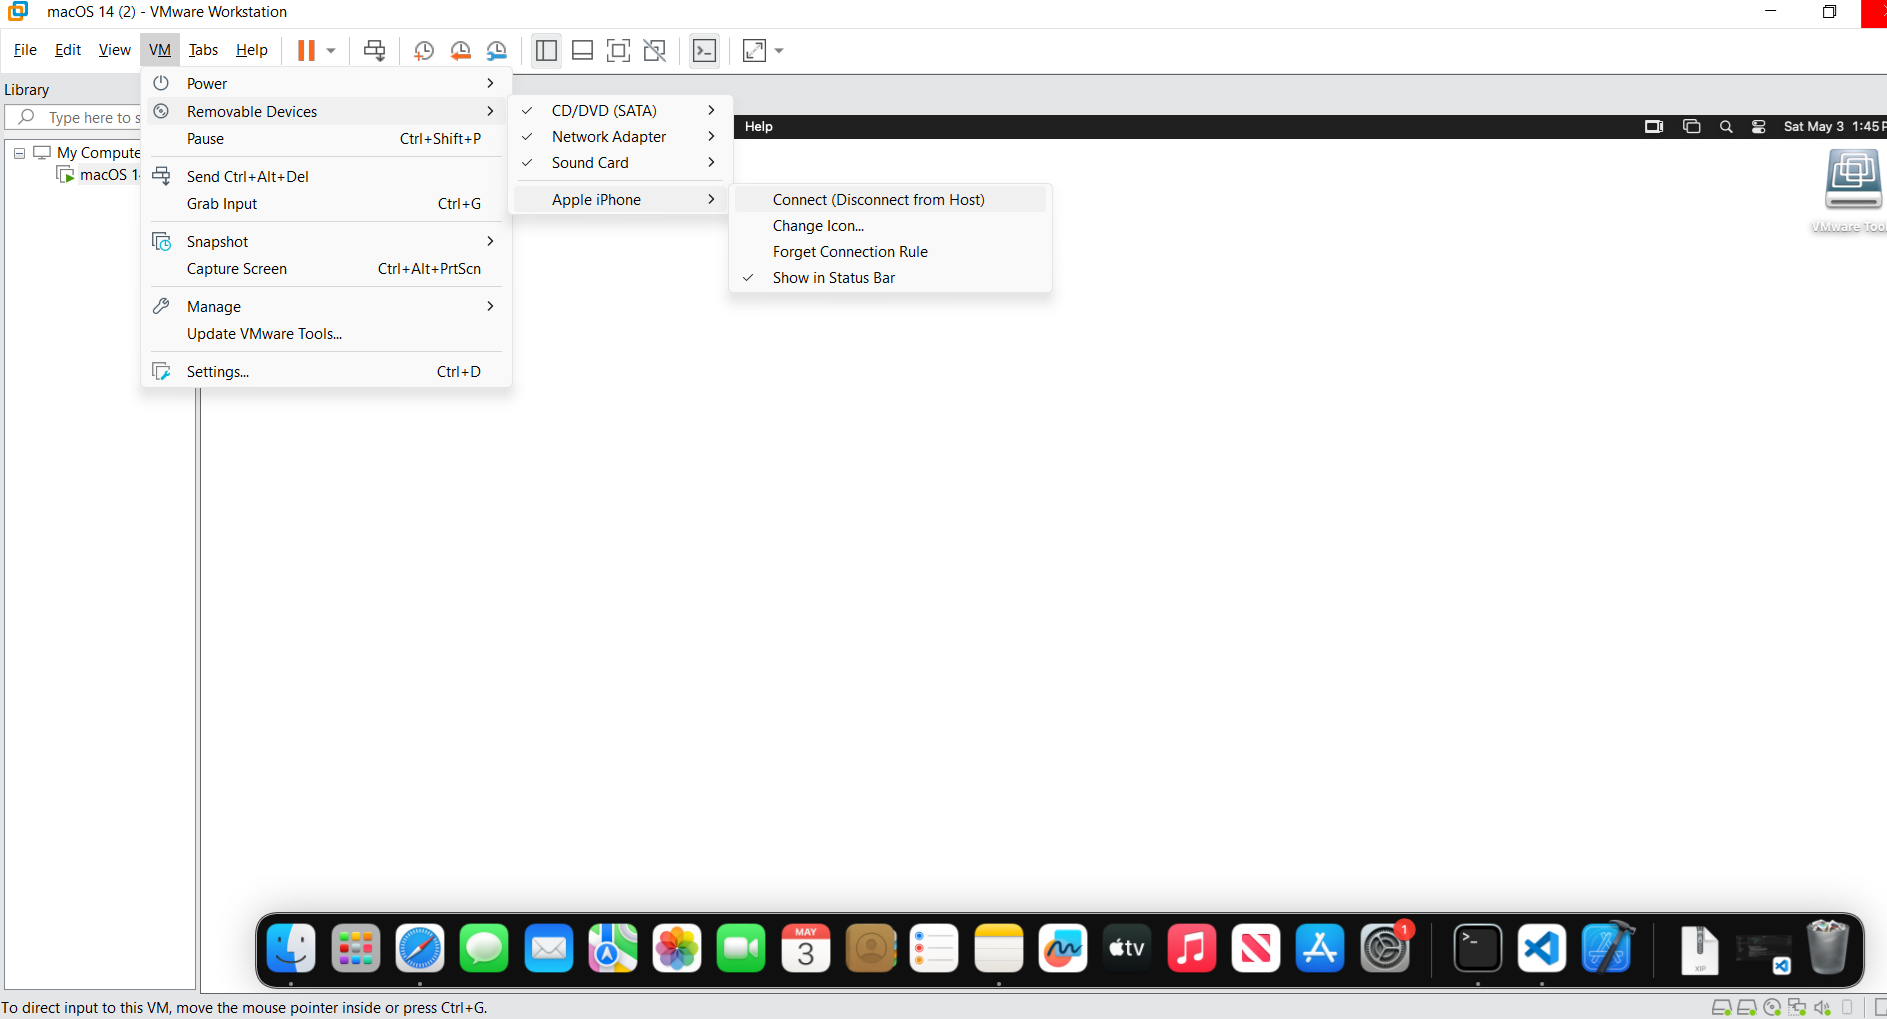 macOS 14 (2) - VMware Workstation
File Edit View VM Tabs Help
Library
Type here to s
My Compute
macOS 14
Power
Removable Devices
Pause Ctrl+Shift+P
Send Ctrl+Alt+Del
Grab Input Ctrl+G
Snapshot
Capture Screen Ctrl+Alt+PrtScn
Manage
Update VMware Tools...
Settings... Ctrl+D
CD/DVD (SATA)
Network Adapter
Sound Card
Apple iPhone
Connect (Disconnect from Host)
Change Icon...
Forget Connection Rule
Show in Status Bar
Help
Sat May 3 1:45P
VMware Too
MAY
3
tv
1
XIP
To direct input to this VM, move the mouse pointer inside or press Ctrl+G.